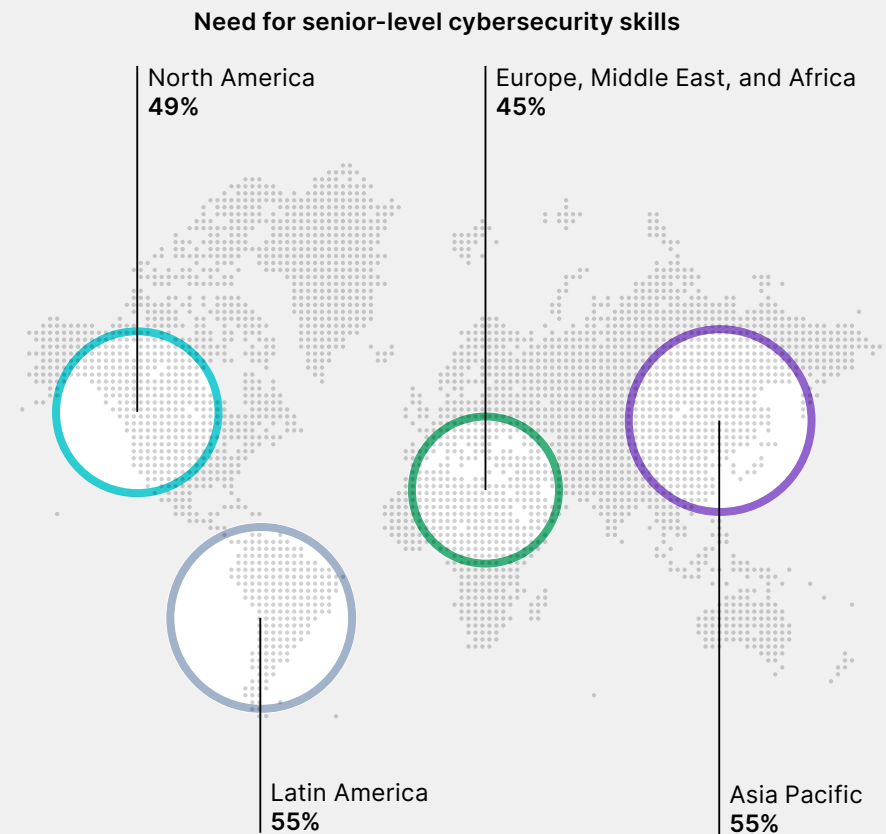 Need for senior-level cybersecurity skills
North America
49%
Europe, Middle East, and Africa
45%
Latin America
55%
Asia Pacific
55%